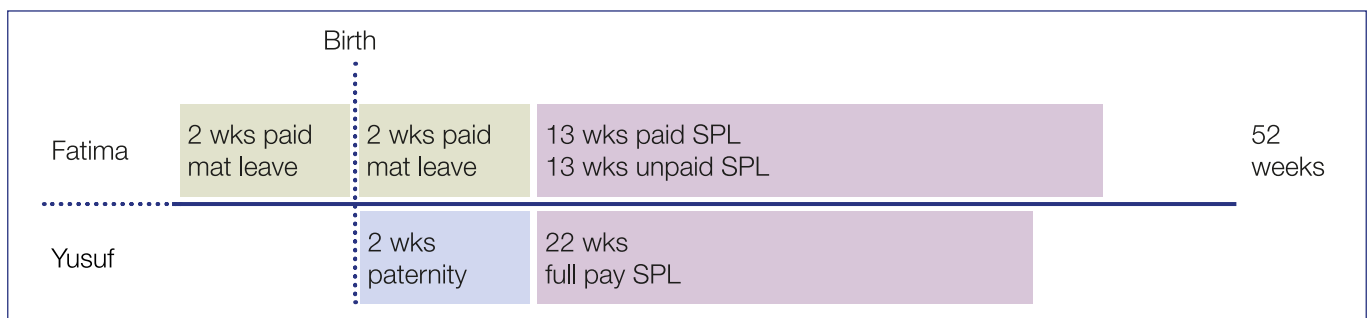 Birth
Fatima
2 wks paid
mat leave
2 wks paid
mat leave
13 wks paid SPL
13 wks unpaid SPL
52
weeks
Yusuf
2 wks
paternity
22 wks
full pay SPL